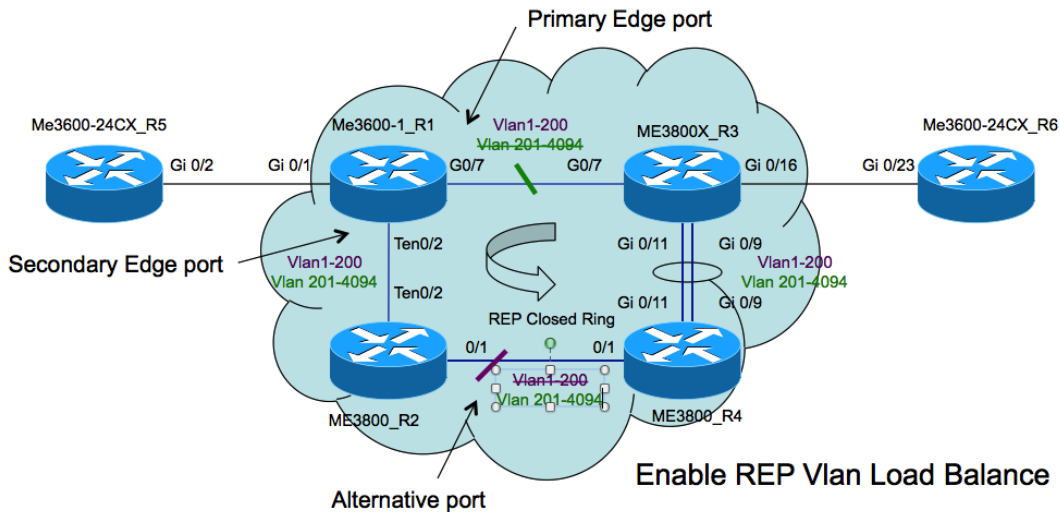 Primary Edge port
Me3600-24CX_R5
Me3600-1_R1
Vlan1-200
Vlan 201-4094
ME3800X_R3
Me3600-24CX_R6
Gi 0/2
Gi 0/1
G0/7
G0/7
Gi 0/16
Gi 0/23
Secondary Edge port
Ten0/2
Gi 0/11
Gi 0/9
Vlan1-200
Vlan 201-4094
Vlan1-200
Vlan 201-4094
Ten0/2
Gi 0/11
Gi 0/9
REP Closed Ring
0/1
0/1
Vlan1-200
Vlan 201-4094
ME3800_R2
ME3800_R4
Enable REP Vlan Load Balance
Alternative port